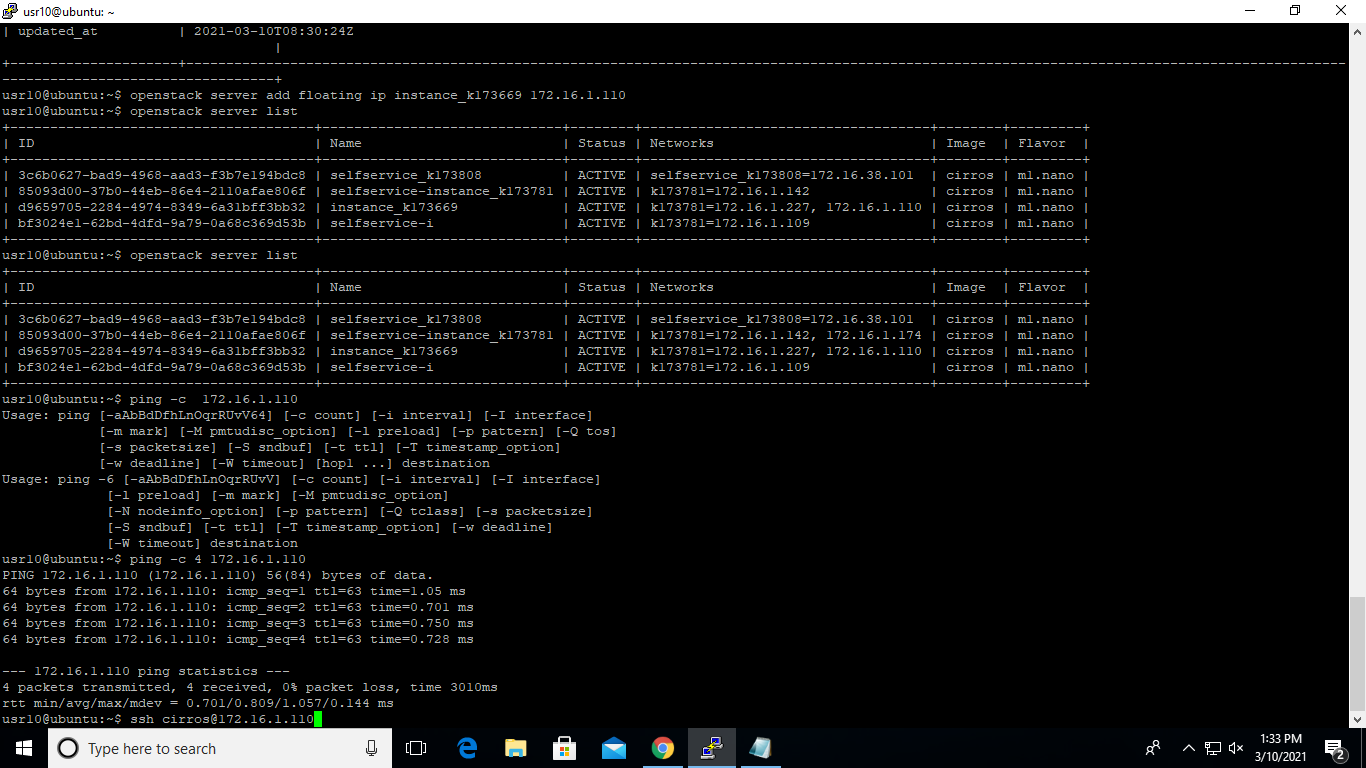 usr10@ubuntu: ~
| updated_at          | 2021-03-10T08:30:24Z
                                  |
+---------------------+-------------------------------------------------------------------------------------------------------------------------------------------------
----------------------------------+
usr10@ubuntu:~$ openstack server add floating ip instance_k173669 172.16.1.110
usr10@ubuntu:~$ openstack server list
+--------------------------------------+------------------------------+--------+------------------------------------+--------+---------+
| ID                                   | Name                         | Status | Networks                           | Image  | Flavor  |
+--------------------------------------+------------------------------+--------+------------------------------------+--------+---------+
| 3c6b0627-bad9-4968-aad3-f3b7e194bdc8 | selfservice_k173808          | ACTIVE | selfservice_k173808=172.16.38.101  | cirros | m1.nano |
| 85093d00-37b0-44eb-86e4-2110afae806f | selfservice-instance_k173781 | ACTIVE | k173781=172.16.1.142               | cirros | m1.nano |
| d9659705-2284-4974-8349-6a31bff3bb32 | instance_k173669             | ACTIVE | k173781=172.16.1.227, 172.16.1.110 | cirros | m1.nano |
| bf3024e1-62bd-4dfd-9a79-0a68c369d53b | selfservice-i                | ACTIVE | k173781=172.16.1.109               | cirros | m1.nano |
+--------------------------------------+------------------------------+--------+------------------------------------+--------+---------+
usr10@ubuntu:~$ openstack server list
+--------------------------------------+------------------------------+--------+------------------------------------+--------+---------+
| ID                                   | Name                         | Status | Networks                           | Image  | Flavor  |
+--------------------------------------+------------------------------+--------+------------------------------------+--------+---------+
| 3c6b0627-bad9-4968-aad3-f3b7e194bdc8 | selfservice_k173808          | ACTIVE | selfservice_k173808=172.16.38.101  | cirros | m1.nano |
| 85093d00-37b0-44eb-86e4-2110afae806f | selfservice-instance_k173781 | ACTIVE | k173781=172.16.1.142, 172.16.1.174 | cirros | m1.nano |
| d9659705-2284-4974-8349-6a31bff3bb32 | instance_k173669             | ACTIVE | k173781=172.16.1.227, 172.16.1.110 | cirros | m1.nano |
| bf3024e1-62bd-4dfd-9a79-0a68c369d53b | selfservice-i                | ACTIVE | k173781=172.16.1.109               | cirros | m1.nano |
+--------------------------------------+------------------------------+--------+------------------------------------+--------+---------+
usr10@ubuntu:~$ ping -c  172.16.1.110
Usage: ping [-aAbBdDfhLnOqrRUvV64] [-c count] [-i interval] [-I interface]
            [-m mark] [-M pmtudisc_option] [-l preload] [-p pattern] [-Q tos]
            [-s packetsize] [-S sndbuf] [-t ttl] [-T timestamp_option]
            [-w deadline] [-W timeout] [hop1 ...] destination
Usage: ping -6 [-aAbBdDfhLnOqrRUvV] [-c count] [-i interval] [-I interface]
             [-l preload] [-m mark] [-M pmtudisc_option]
             [-N nodeinfo_option] [-p pattern] [-Q tclass] [-s packetsize]
             [-S sndbuf] [-t ttl] [-T timestamp_option] [-w deadline]
             [-W timeout] destination
usr10@ubuntu:~$ ping -c 4 172.16.1.110
PING 172.16.1.110 (172.16.1.110) 56(84) bytes of data.
64 bytes from 172.16.1.110: icmp_seq=1 ttl=63 time=1.05 ms
64 bytes from 172.16.1.110: icmp_seq=2 ttl=63 time=0.701 ms
64 bytes from 172.16.1.110: icmp_seq=3 ttl=63 time=0.750 ms
64 bytes from 172.16.1.110: icmp_seq=4 ttl=63 time=0.728 ms

--- 172.16.1.110 ping statistics ---
4 packets transmitted, 4 received, 0% packet loss, time 3010ms
rtt min/avg/max/mdev = 0.701/0.809/1.057/0.144 ms
usr10@ubuntu:~$ ssh cirros@172.16.1.110
Type here to search
1:33 PM
3/10/2021
2